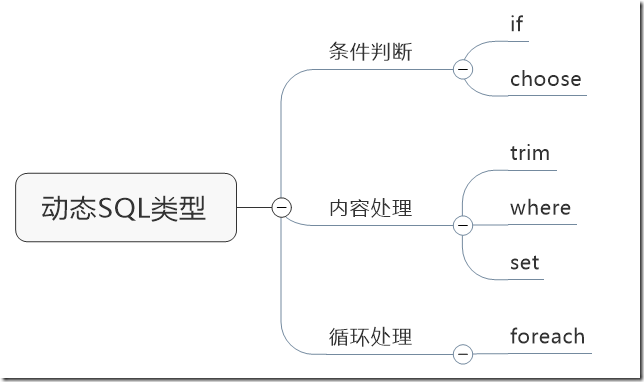 动态SQL类型
条件判断
if
choose
内容处理
trim
where
set
循环处理
foreach